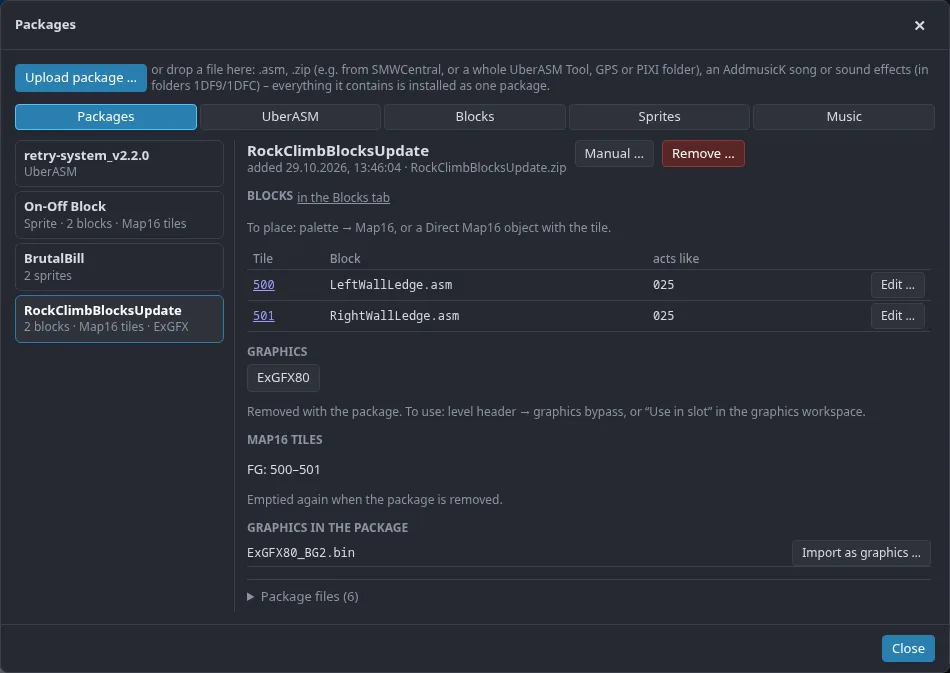 Packages
×
Upload package ...
or drop a file here: .asm, .zip (e.g. from SMWCentral, or a whole UberASM Tool, GPS or PIXI folder), an AddmusicK song or sound effects (in
folders 1DF9/1DFC) – everything it contains is installed as one package.
Packages
UberASM
Blocks
Sprites
Music
retry-system_v2.2.0
UberASM
On-Off Block
Sprite · 2 blocks · Map16 tiles
BrutalBill
2 sprites
RockClimbBlocksUpdate
2 blocks · Map16 tiles · ExGFX
RockClimbBlocksUpdate
added 29.10.2026, 13:46:04 · RockClimbBlocksUpdate.zip
Manual ...
Remove ...
BLOCKS in the Blocks tab
To place: palette → Map16, or a Direct Map16 object with the tile.
Tile Block acts like
500 LeftWallLedge.asm 025 Edit ...
501 RightWallLedge.asm 025 Edit ...
GRAPHICS
ExGFX80
Removed with the package. To use: level header → graphics bypass, or “Use in slot” in the graphics workspace.
MAP16 TILES
FG: 500–501
Emptied again when the package is removed.
GRAPHICS IN THE PACKAGE
ExGFX80_BG2.bin Import as graphics ...
▶ Package files (6)
Close